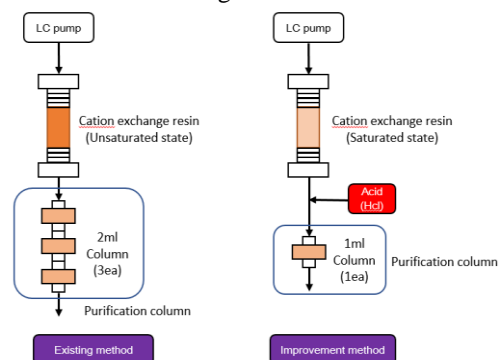 LC pump
Cation exchange resin
(Unsaturated state)
2ml
Column
(3ea)
Purification column
Existing method
LC pump
Cation exchange resin
(Saturated state)
Acid
(Hcl)
1ml
Column
(1ea)
Purification column
Improvement method